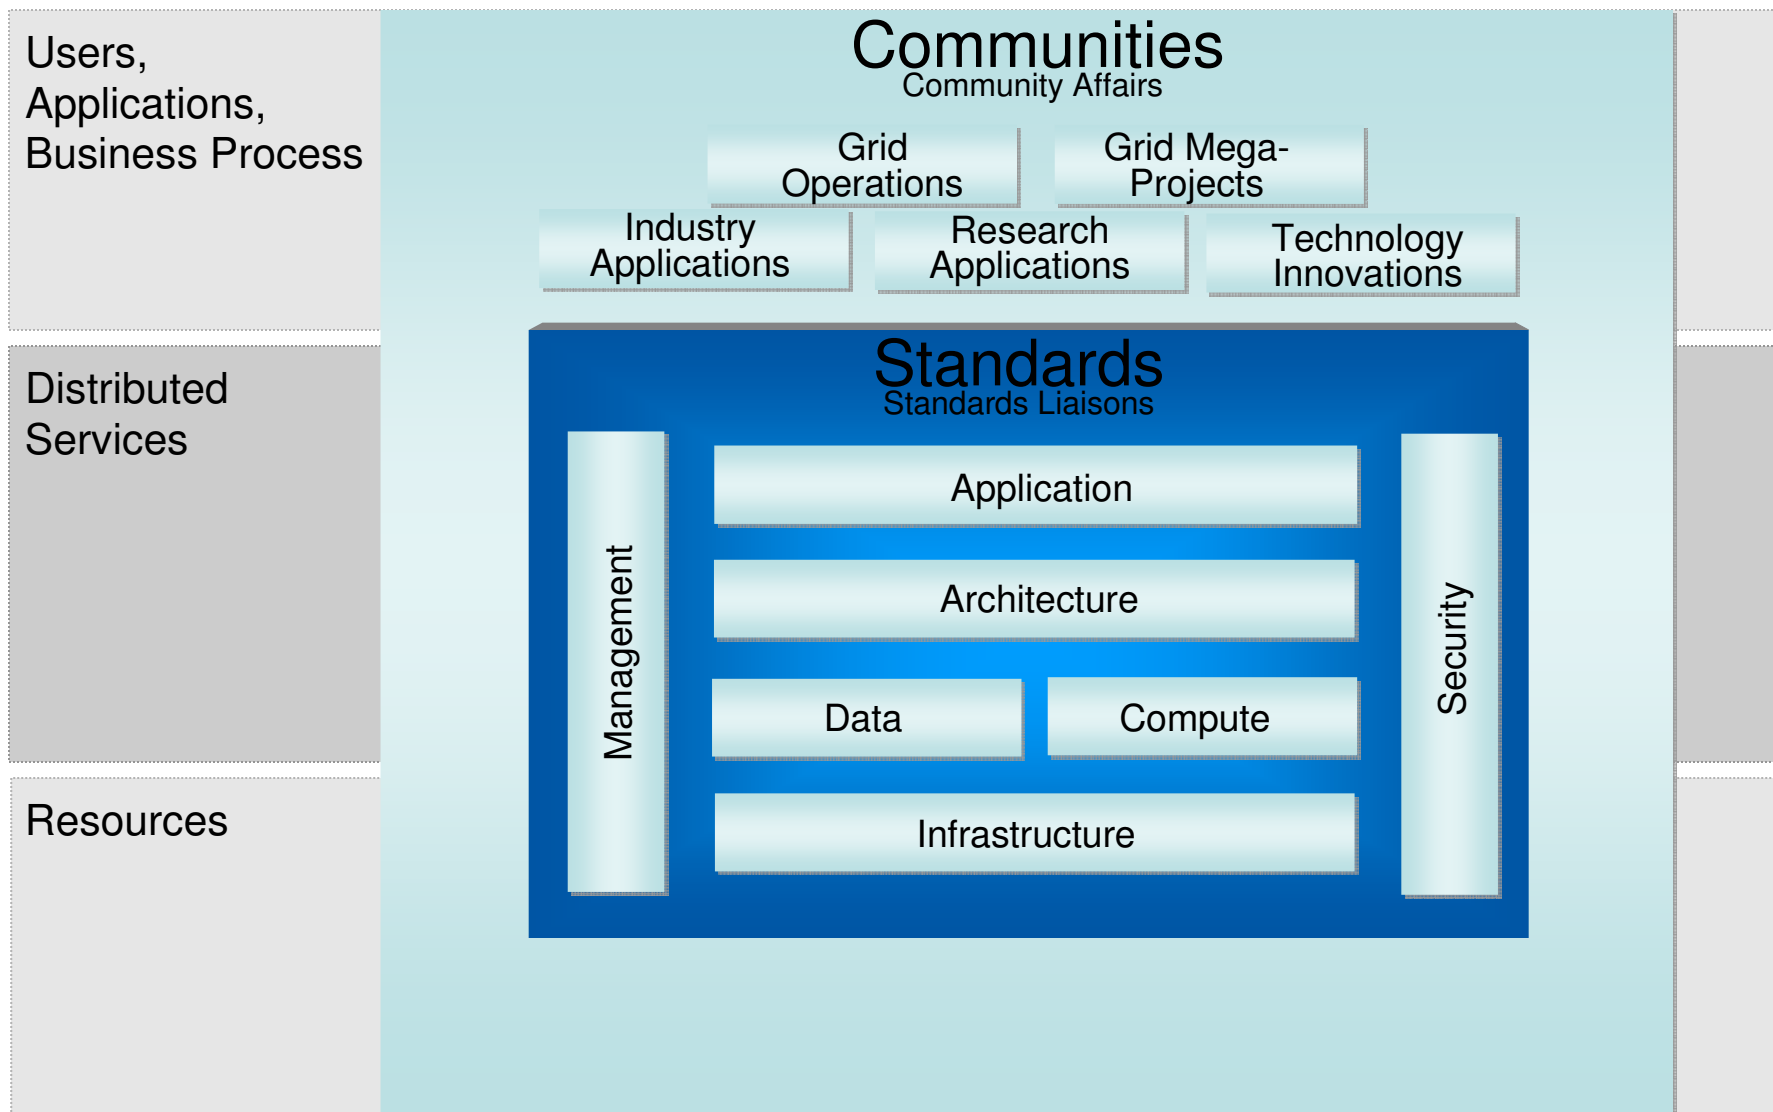 Users,
Applications,
Business Process
Communities
Community Affairs
Grid
Operations
Grid Mega-
Projects
Industry
Applications
Research
Applications
Technology
Innovations
Distributed
Services
Standards
Standards Liaisons
Management
Application
Architecture
Data
Compute
Infrastructure
Security
Resources